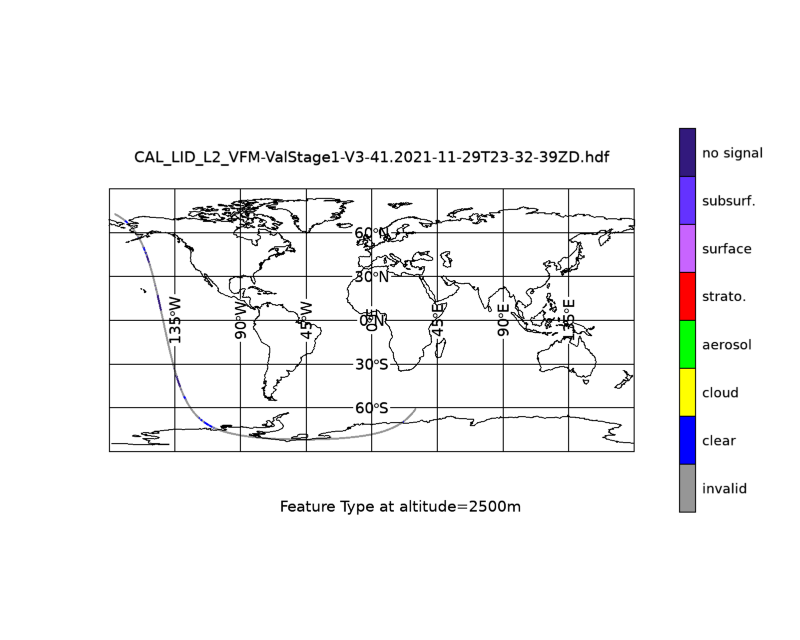 CAL_LID_L2_VFM-ValStage1-V3-41.2021-11-29T23-32-39ZD.hdf
no signal
subsurf.
surface
strato.
aerosol
cloud
clear
invalid
60°N
30°N
0°N
30°S
60°S
135°W
90°W
45°W
0°E
45°E
90°E
135°E
Feature Type at altitude=2500m